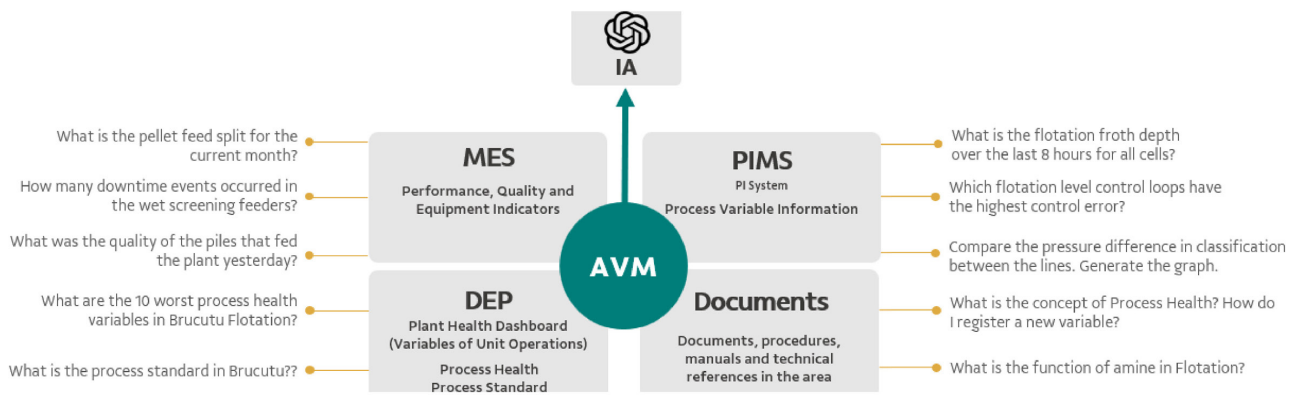 IA
What is the pellet feed split for the
current month?
How many downtime events occurred in
the wet screening feeders?
What was the quality of the piles that fed
the plant yesterday?
What are the 10 worst process health
variables in Brucutu Flotation?
What is the process standard in Brucutu??
MES
Performance, Quality and
Equipment Indicators
PIMS
PI System
Process Variable Information
AVM
DEP
Plant Health Dashboard
(Variables of Unit Operations)
Process Health
Process Standard
Documents
Documents, procedures,
manuals and technical
references in the area
What is the flotation froth depth
over the last 8 hours for all cells?
Which flotation level control loops have
the highest control error?
Compare the pressure difference in classification
between the lines. Generate the graph.
What is the concept of Process Health? How do
I register a new variable?
What is the function of amine in Flotation?